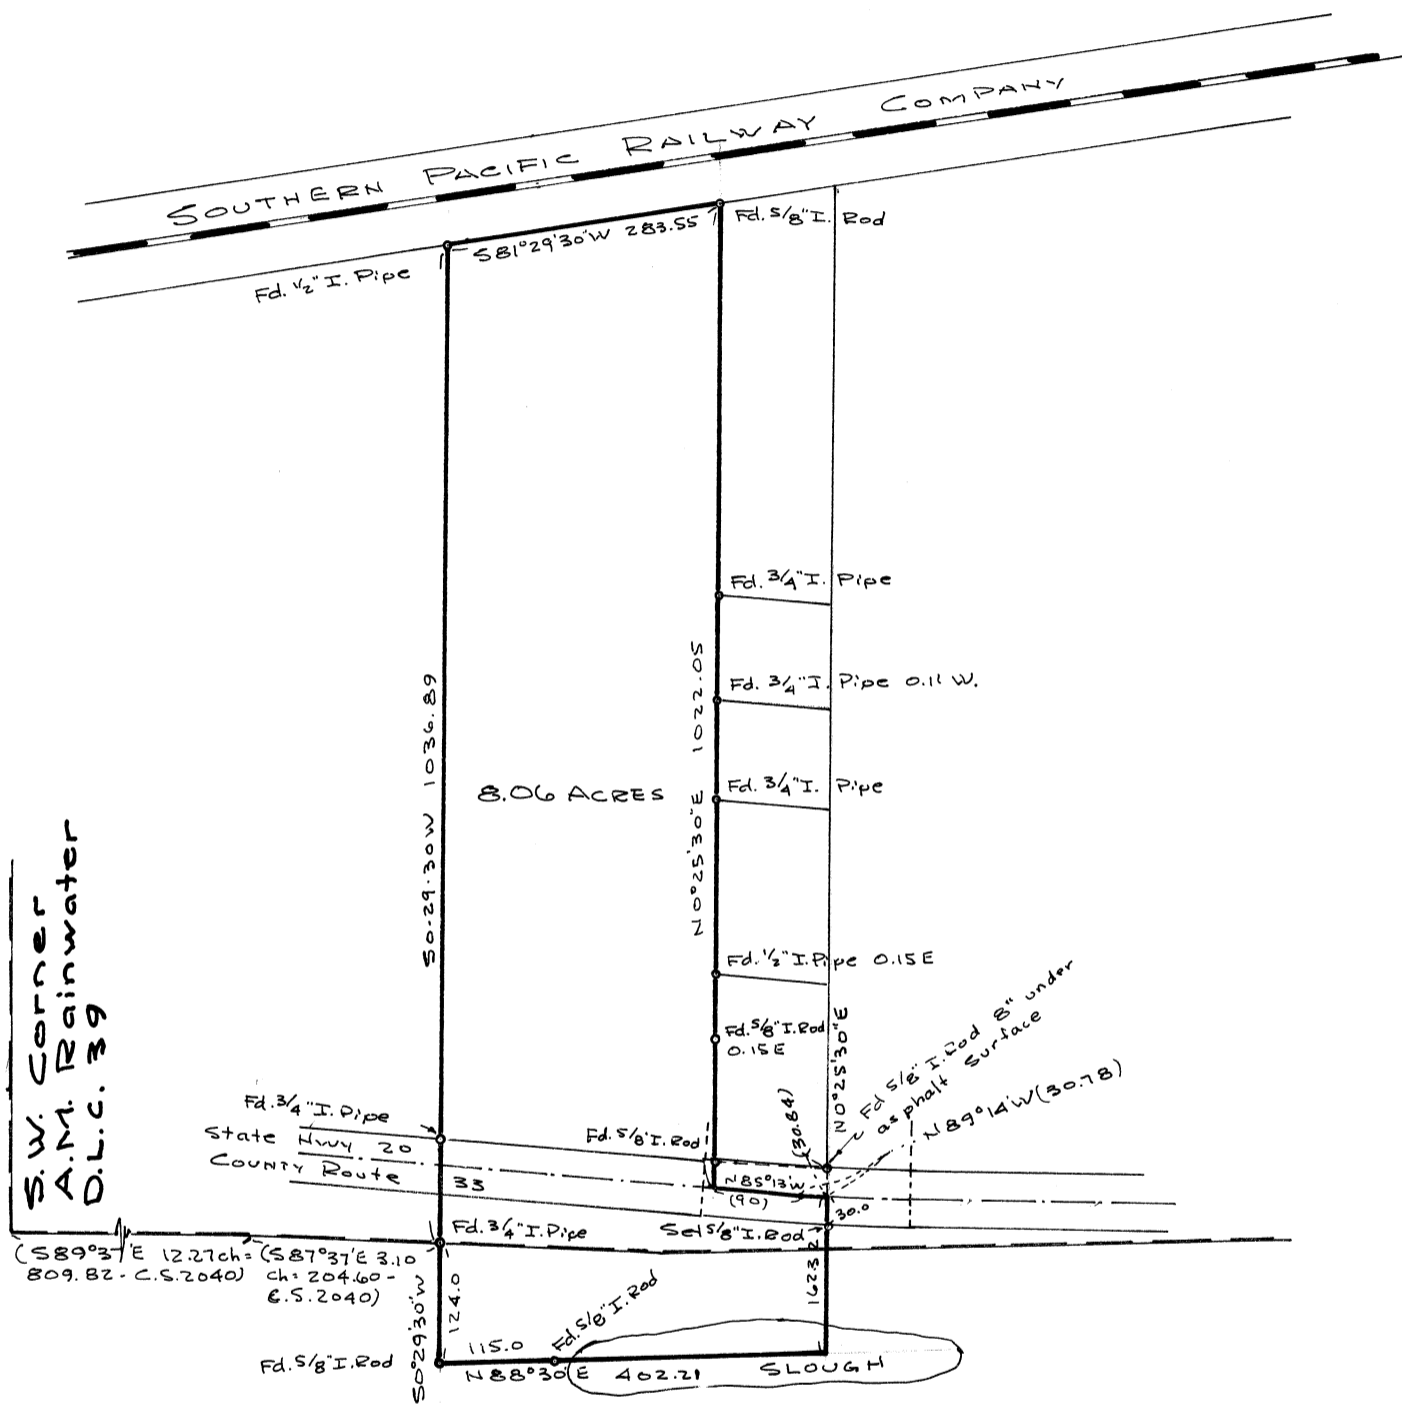 SOUTHERN PACIFIC RAILWAY COMPANY
S81°29'30"W 283.55
Fd. 5/8" I. Rod
Fd. 1/2" I. Pipe
Fd. 3/4" I. Pipe
Fd. 3/4" I. Pipe 0.11 W.
Fd. 3/4" I. Pipe
S0·29·30W 1036.89
N0°25'30"E 1022.05
8.06 ACRES
Fd. 1/2" I. Pipe 0.15E
Fd. 5/8" I. Rod
0.15E
N0°25'30"E
Fd 5/8" I. Rod 8" under
asphalt Surface
N89°14'W (30.78)
(30.84)
S.W. Corner
A.M. Rainwater
D.L.C. 39
Fd. 3/4" I. Pipe
State Hwy. 20
COUNTY Route 33
Fd. 5/8" I. Rod
N85°13'W
(90)
30.0
Fd. 3/4" I. Pipe
Set 5/8" I. Rod
(S89°37'E 12.27ch =
809.82 - C.S. 2040)
(S87°37'E 3.10
ch = 204.60 -
C.S. 2040)
S0°29'30"W
124.0
162.32
Fd. 5/8" I. Rod
115.0
Fd. 5/8" I. Rod
N88°30'E 402.21
SLOUGH